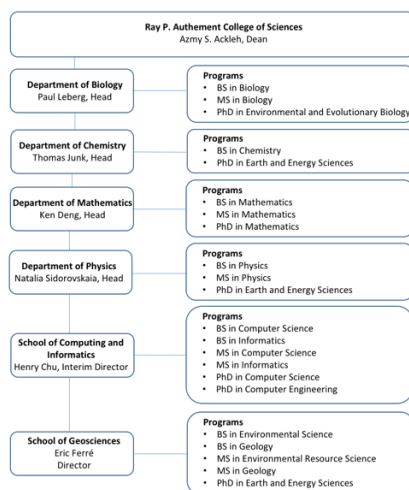 Ray P. Authement College of Sciences
Azmy S. Ackleh, Dean
Department of Biology
Paul Leberg, Head
Programs
• BS in Biology
• MS in Biology
• PhD in Environmental and Evolutionary Biology
Department of Chemistry
Thomas Junk, Head
Programs
• BS in Chemistry
• PhD in Earth and Energy Sciences
Department of Mathematics
Ken Deng, Head
Programs
• BS in Mathematics
• MS in Mathematics
• PhD in Mathematics
Department of Physics
Natalia Sidorovskaia, Head
Programs
• BS in Physics
• MS in Physics
• PhD in Earth and Energy Sciences
School of Computing and
Informatics
Henry Chu, Interim Director
Programs
• BS in Computer Science
• BS in Informatics
• MS in Computer Science
• MS in Informatics
• PhD in Computer Science
• PhD in Computer Engineering
School of Geosciences
Eric Ferré
Director
Programs
• BS in Environmental Science
• BS in Geology
• MS in Environmental Resource Science
• MS in Geology
• PhD in Earth and Energy Sciences